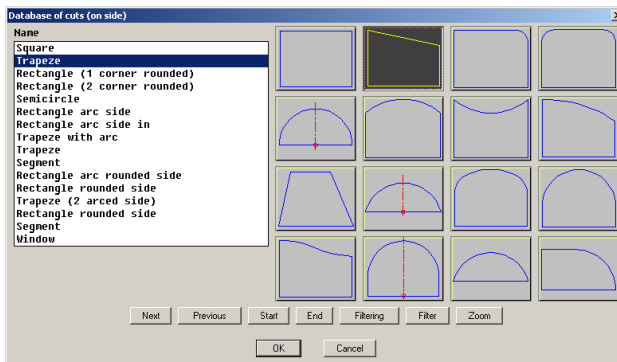 Database of cuts (on side)
Name
Square
Trapeze
Rectangle (1 corner rounded)
Rectangle (2 corner rounded)
Semicircle
Rectangle arc side
Rectangle arc side in
Trapeze with arc
Trapeze
Segment
Rectangle arc rounded side
Rectangle rounded side
Trapeze (2 arced side)
Rectangle rounded side
Segment
Window
Next Previous Start End Filtering Filter Zoom
OK Cancel